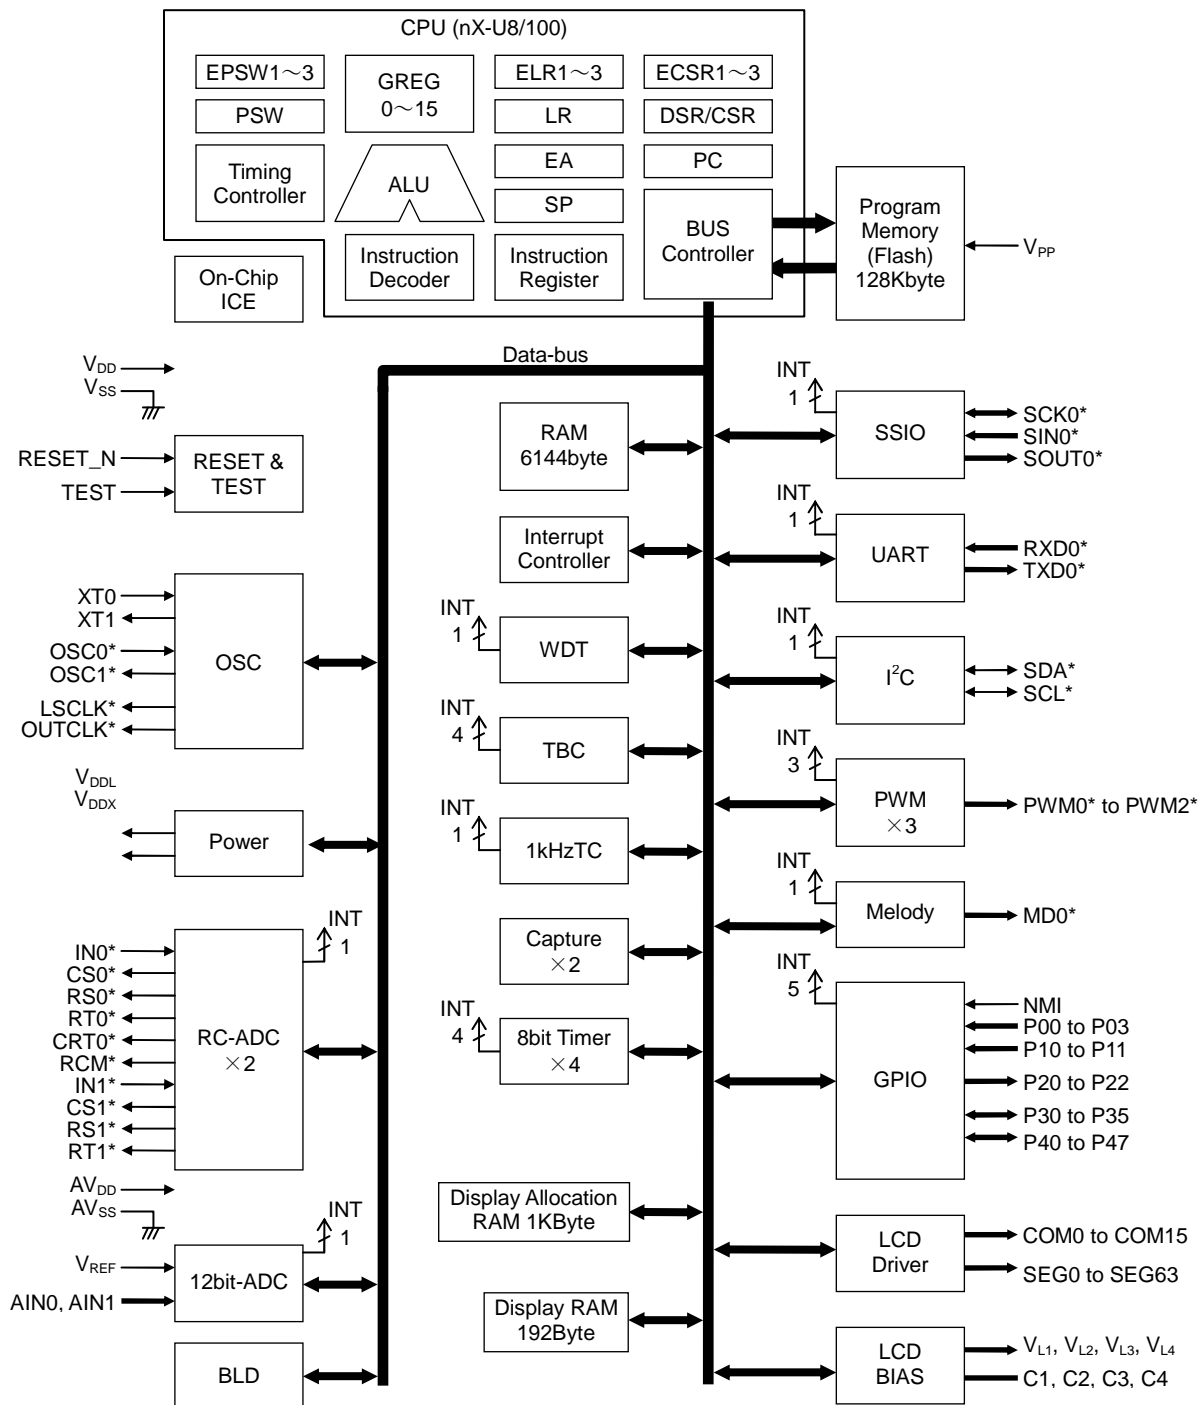 CPU (nX-U8/100)
EPSW1～3
GREG
0～15
ELR1～3
ECSR1～3
PSW
LR
DSR/CSR
Timing
Controller
ALU
EA
PC
SP
BUS
Controller
Instruction
Decoder
Instruction
Register
On-Chip
ICE
Program
Memory
(Flash)
128Kbyte
VPP
Data-bus
VDD
VSS
RESET_N
TEST
RESET &
TEST
XT0
XT1
OSC0*
OSC1*
LSCLK*
OUTCLK*
OSC
VDDL
VDDX
Power
INT
1
IN0*
CS0*
RS0*
RT0*
CRT0*
RCM*
IN1*
CS1*
RS1*
RT1*
RC-ADC
×2
AVDD
AVSS
INT
1
VREF
AIN0, AIN1
12bit-ADC
BLD
RAM
6144byte
Interrupt
Controller
INT
1
WDT
INT
4
TBC
INT
1
1kHzTC
Capture
×2
INT
4
8bit Timer
×4
Display Allocation
RAM 1KByte
Display RAM
192Byte
INT
1
SSIO
SCK0*
SIN0*
SOUT0*
INT
1
UART
RXD0*
TXD0*
INT
1
I²C
SDA*
SCL*
INT
3
PWM
×3
PWM0* to PWM2*
INT
1
Melody
MD0*
INT
5
GPIO
NMI
P00 to P03
P10 to P11
P20 to P22
P30 to P35
P40 to P47
LCD
Driver
COM0 to COM15
SEG0 to SEG63
LCD
BIAS
VL1, VL2, VL3, VL4
C1, C2, C3, C4